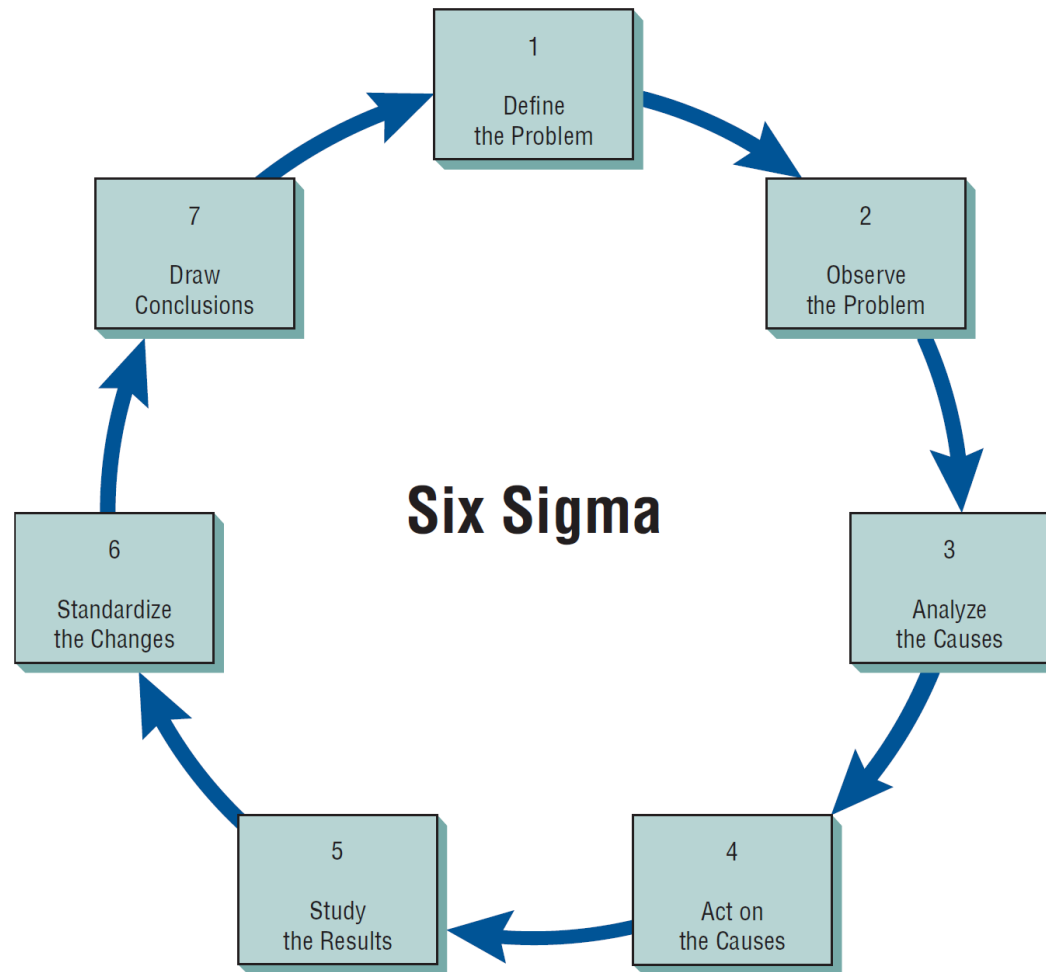 1
Define
the Problem
2
Observe
the Problem
3
Analyze
the Causes
4
Act on
the Causes
5
Study
the Results
6
Standardize
the Changes
7
Draw
Conclusions
Six Sigma